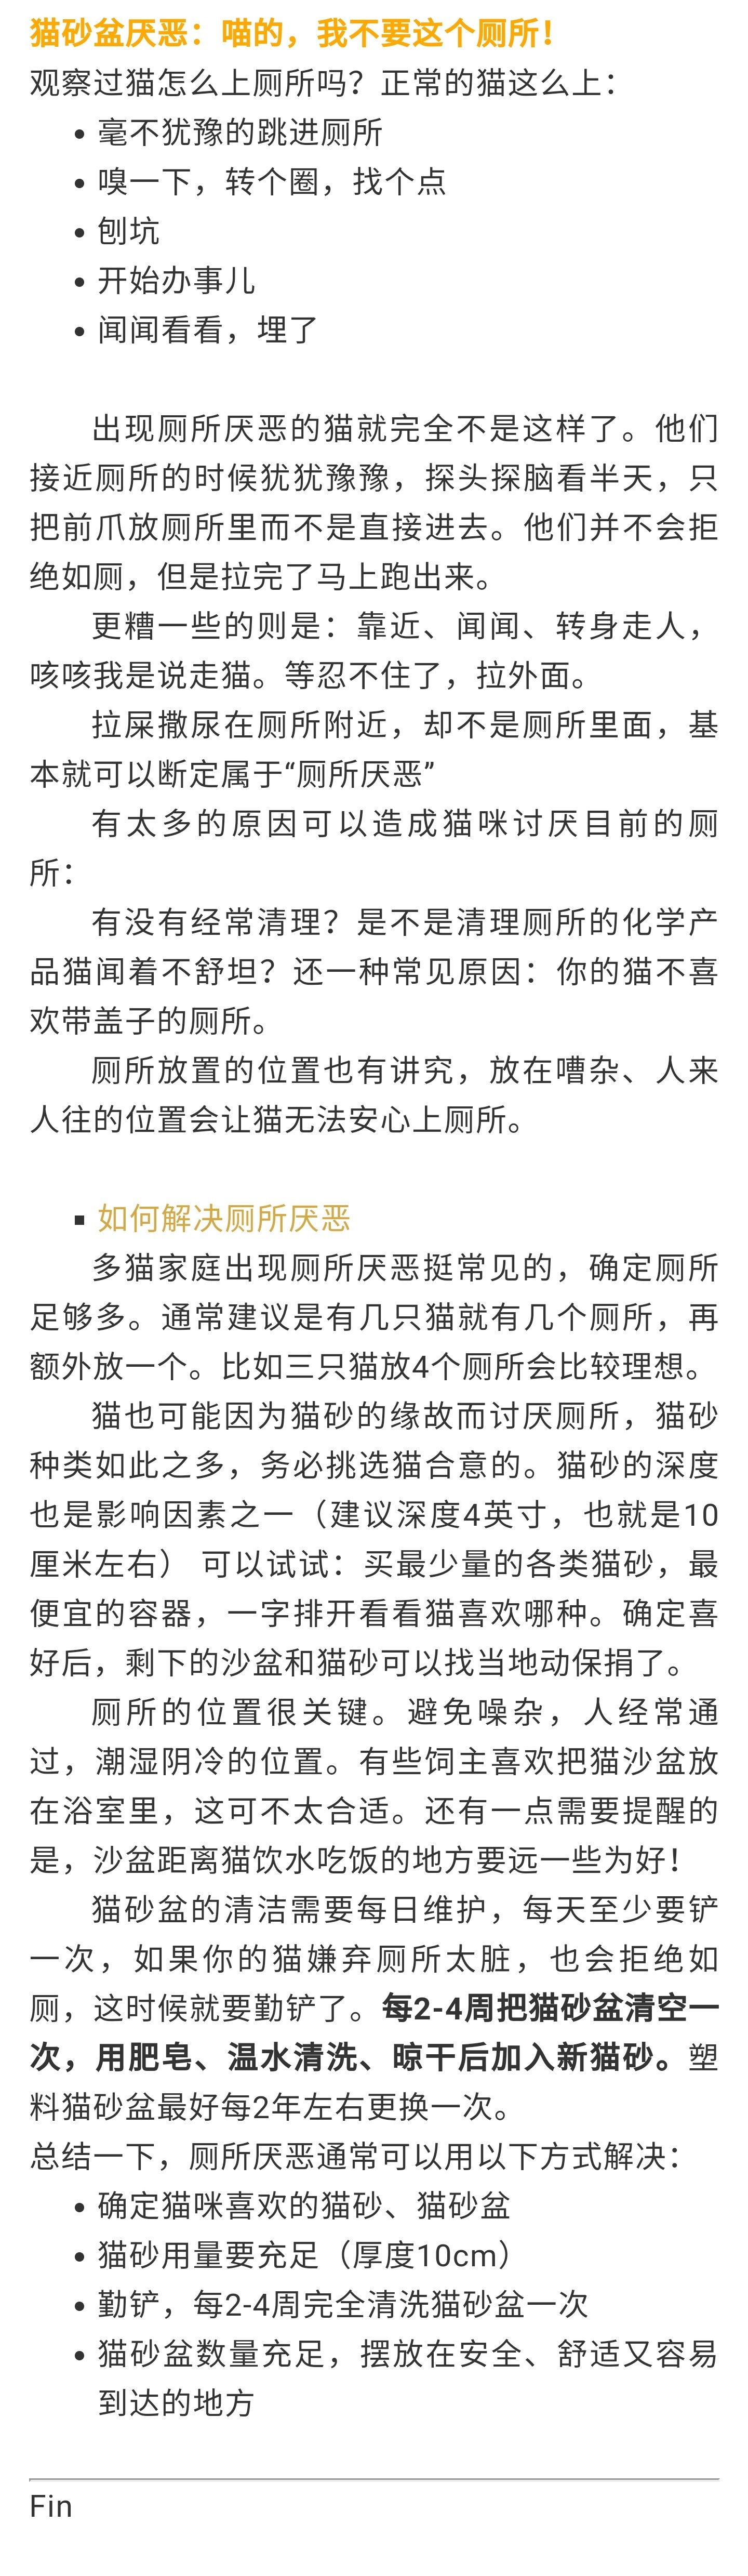 猫砂盆厌恶：喵的，我不要这个厕所！
观察过猫怎么上厕所吗？正常的猫这么上：
• 毫不犹豫的跳进厕所
• 嗅一下，转个圈，找个点
• 刨坑
• 开始办事儿
• 闻闻看看，埋了
出现厕所厌恶的猫就完全不是这样了。他们
接近厕所的时候犹犹豫豫，探头探脑看半天，只
把前爪放厕所里而不是直接进去。他们并不会拒
绝如厕，但是拉完了马上跑出来。
更糟一些的则是：靠近、闻闻、转身走人，
咳咳我是说走猫。等忍不住了，拉外面。
拉屎撒尿在厕所附近，却不是厕所里面，基
本就可以断定属于“厕所厌恶”
有太多的原因可以造成猫咪讨厌目前的厕
所：
有没有经常清理？是不是清理厕所的化学产
品猫闻着不舒坦？还一种常见原因：你的猫不喜
欢带盖子的厕所。
厕所放置的位置也有讲究，放在嘈杂、人来
人往的位置会让猫无法安心上厕所。
▪ 如何解决厕所厌恶
多猫家庭出现厕所厌恶挺常见的，确定厕所
足够多。通常建议是有几只猫就有几个厕所，再
额外放一个。比如三只猫放4个厕所会比较理想。
猫也可能因为猫砂的缘故而讨厌厕所，猫砂
种类如此之多，务必挑选猫合意的。猫砂的深度
也是影响因素之一（建议深度4英寸，也就是10
厘米左右） 可以试试：买最少量的各类猫砂，最
便宜的容器，一字排开看看猫喜欢哪种。确定喜
好后，剩下的沙盆和猫砂可以找当地动保捐了。
厕所的位置很关键。避免噪杂，人经常通
过，潮湿阴冷的位置。有些饲主喜欢把猫沙盆放
在浴室里，这可不太合适。还有一点需要提醒的
是，沙盆距离猫饮水吃饭的地方要远一些为好！
猫砂盆的清洁需要每日维护，每天至少要铲
一次，如果你的猫嫌弃厕所太脏，也会拒绝如
厕，这时候就要勤铲了。每2-4周把猫砂盆清空一
次，用肥皂、温水清洗、晾干后加入新猫砂。塑
料猫砂盆最好每2年左右更换一次。
总结一下，厕所厌恶通常可以用以下方式解决：
• 确定猫咪喜欢的猫砂、猫砂盆
• 猫砂用量要充足（厚度10cm）
• 勤铲，每2-4周完全清洗猫砂盆一次
• 猫砂盆数量充足，摆放在安全、舒适又容易
到达的地方
Fin